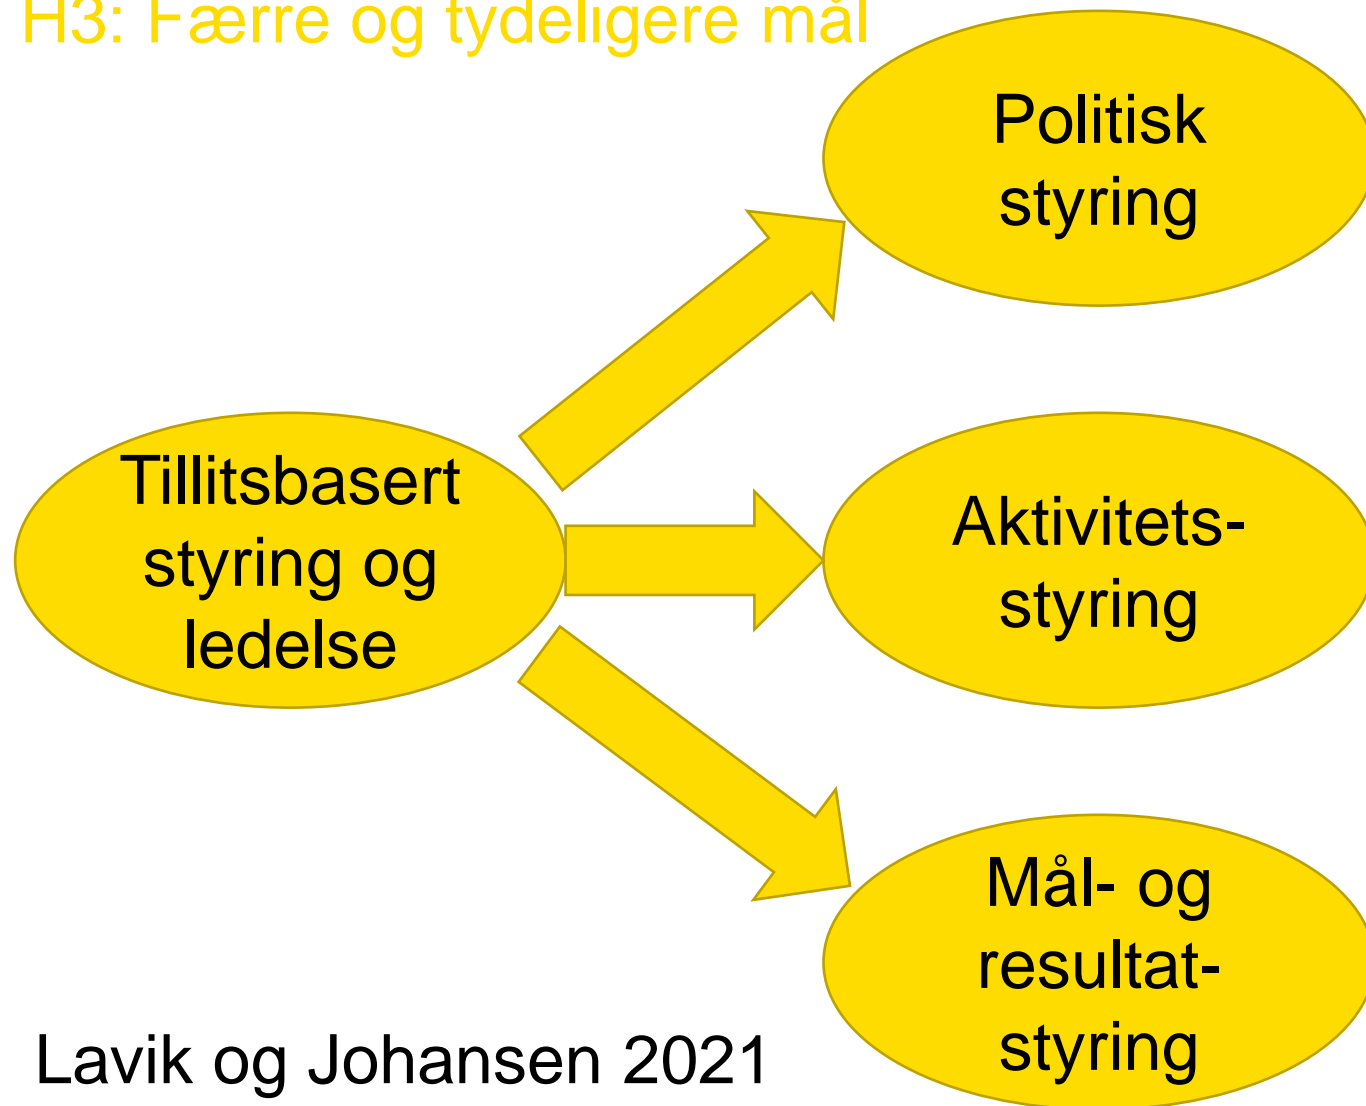 H3: Færre og tydeligere mål
Politisk
styring
Tillitsbasert
styring og
ledelse
Aktivitets-
styring
Mål- og
resultat-
styring
Lavik og Johansen 2021